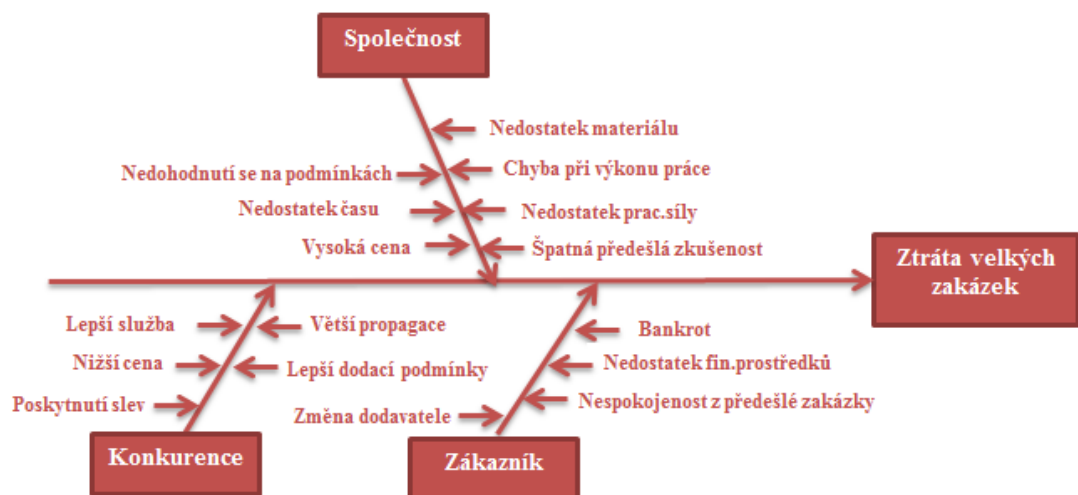 Společnost
Nedostatek materiálu
Nedohodnutí se na podmínkách
Chyba při výkonu práce
Nedostatek času
Nedostatek prac.síly
Vysoká cena
Špatná předešlá zkušenost
Ztráta velkých
zakázek
Lepší služba
Větší propagace
Bankrot
Nižší cena
Lepší dodací podmínky
Nedostatek fin.prostředků
Poskytnutí slev
Změna dodavatele
Nespokojenost z předešlé zakázky
Konkurence
Zákazník